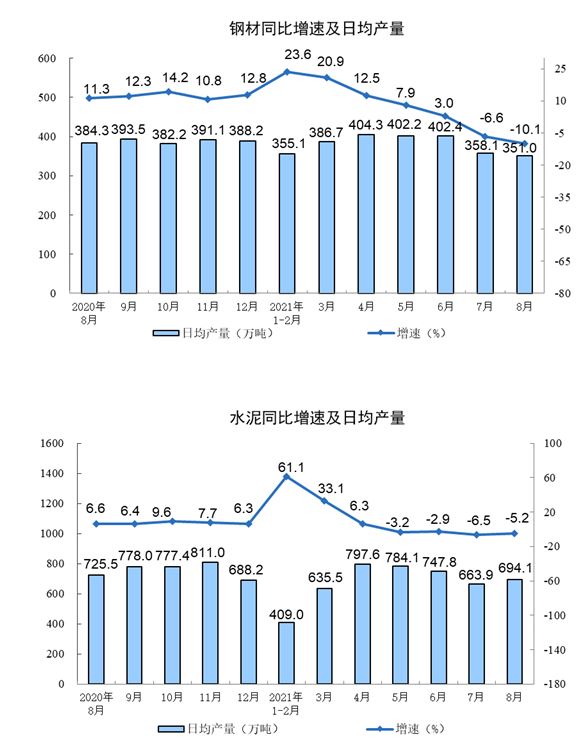 钢材同比增速及日均产量
600
500
400
300
200
100
0
25
10
-5
-20
-35
-50
-65
-80
11.3 12.3 14.2 10.8 12.8 23.6 20.9 12.5 7.9 3.0 -6.6 -10.1
384.3 393.5 382.2 391.1 388.2 355.1 386.7 404.3 402.2 402.4 358.1 351.0
2020年 9月 10月 11月 12月 2021年 3月 4月 5月 6月 7月 8月
8月 1-2月
日均产量（万吨） 增速（%）
水泥同比增速及日均产量
1600
1400
1200
1000
800
600
400
200
0
100
60
20
-20
-60
-100
-140
-180
6.6 6.4 9.6 7.7 6.3 61.1 33.1 6.3 -3.2 -2.9 -6.5 -5.2
725.5 778.0 777.4 811.0 688.2 409.0 635.5 797.6 784.1 747.8 663.9 694.1
2020年 9月 10月 11月 12月 2021年 3月 4月 5月 6月 7月 8月
8月 1-2月
日均产量（万吨） 增速（%）